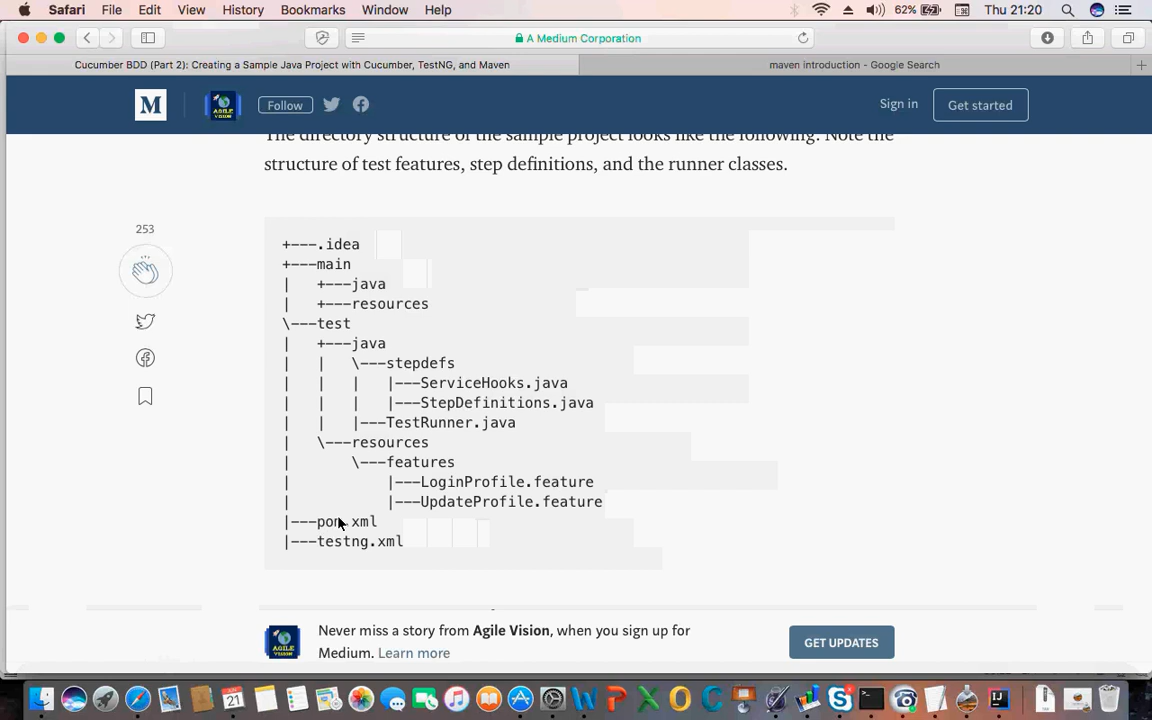 Safari File Edit View History Bookmarks Window Help 62% Thu 21:20
A Medium Corporation
Cucumber BDD (Part 2): Creating a Sample Java Project with Cucumber, TestNG, and Maven
maven introduction - Google Search
M AGILE VISION Follow Sign in Get started
The directory structure of the sample project looks like the following. Note the
structure of test features, step definitions, and the runner classes.
253
+---.idea
+---main
|   +---java
|   +---resources
\---test
|   +---java
|   |   \---stepdefs
|   |   |   |---ServiceHooks.java
|   |   |   |---StepDefinitions.java
|   |   |---TestRunner.java
|   \---resources
|       \---features
|           |---LoginProfile.feature
|           |---UpdateProfile.feature
|---pom.xml
|---testng.xml
Never miss a story from Agile Vision, when you sign up for
Medium. Learn more
GET UPDATES